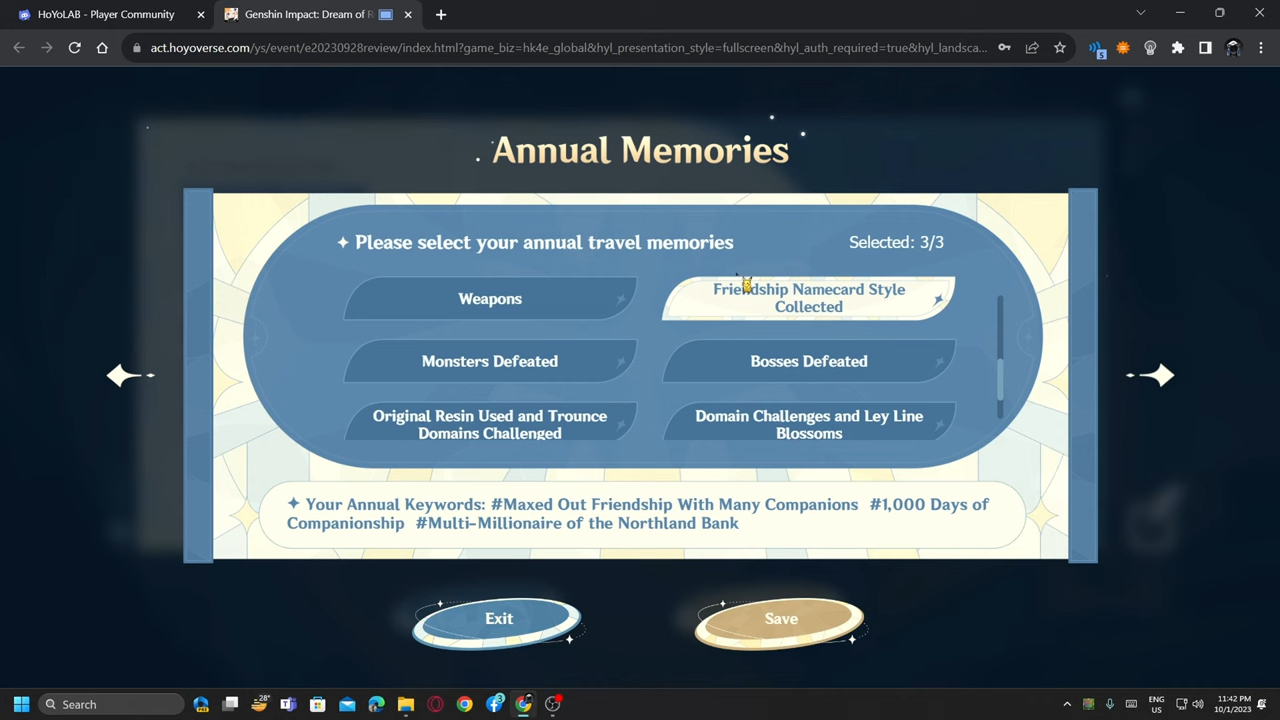 HoYoLAB - Player Community
Genshin Impact: Dream of R
act.hoyoverse.com/ys/event/e20230928review/index.html?game_biz=hk4e_global&hyl_presentation_style=fullscreen&hyl_auth_required=true&hyl_landsca...
5
Annual Memories
Please select your annual travel memories
Selected: 3/3
Weapons
Friendship Namecard Style
Collected
Monsters Defeated
Bosses Defeated
Original Resin Used and Trounce
Domains Challenged
Domain Challenges and Ley Line
Blossoms
Your Annual Keywords: #Maxed Out Friendship With Many Companions #1,000 Days of
Companionship #Multi-Millionaire of the Northland Bank
Exit
Save
Search
28°
3
ENG
US
11:42 PM
10/1/2023